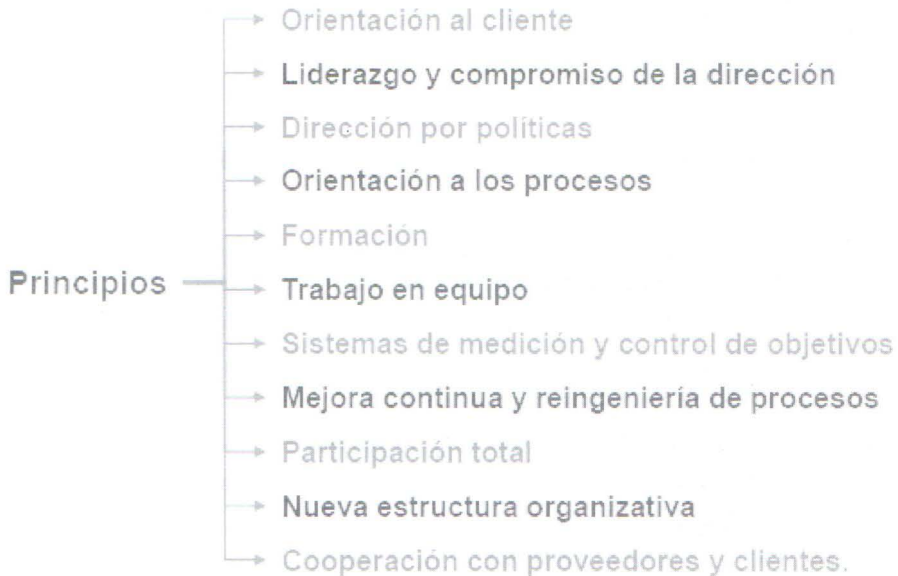 Orientación al cliente
Liderazgo y compromiso de la dirección
Dirección por políticas
Orientación a los procesos
Formación
Principios
Trabajo en equipo
Sistemas de medición y control de objetivos
Mejora continua y reingeniería de procesos
Participación total
Nueva estructura organizativa
Cooperación con proveedores y clientes.